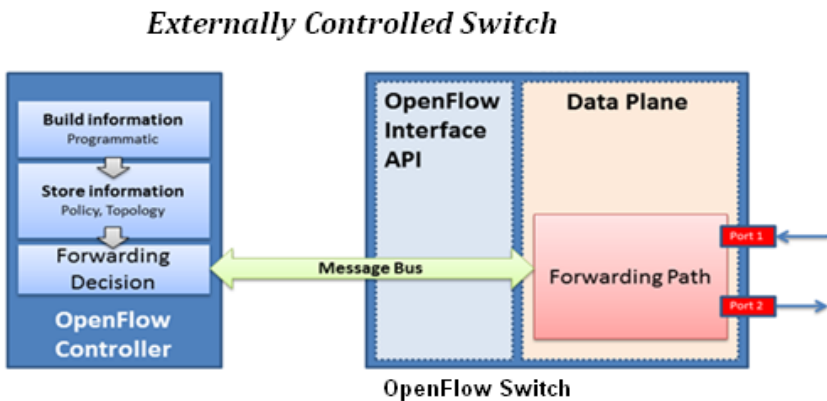 Externally Controlled Switch
Build information
Programmatic
Store information
Policy, Topology
Forwarding
Decision
OpenFlow
Controller
Message Bus
OpenFlow
Interface
API
Data Plane
Forwarding Path
Port 1
Port 2
OpenFlow Switch